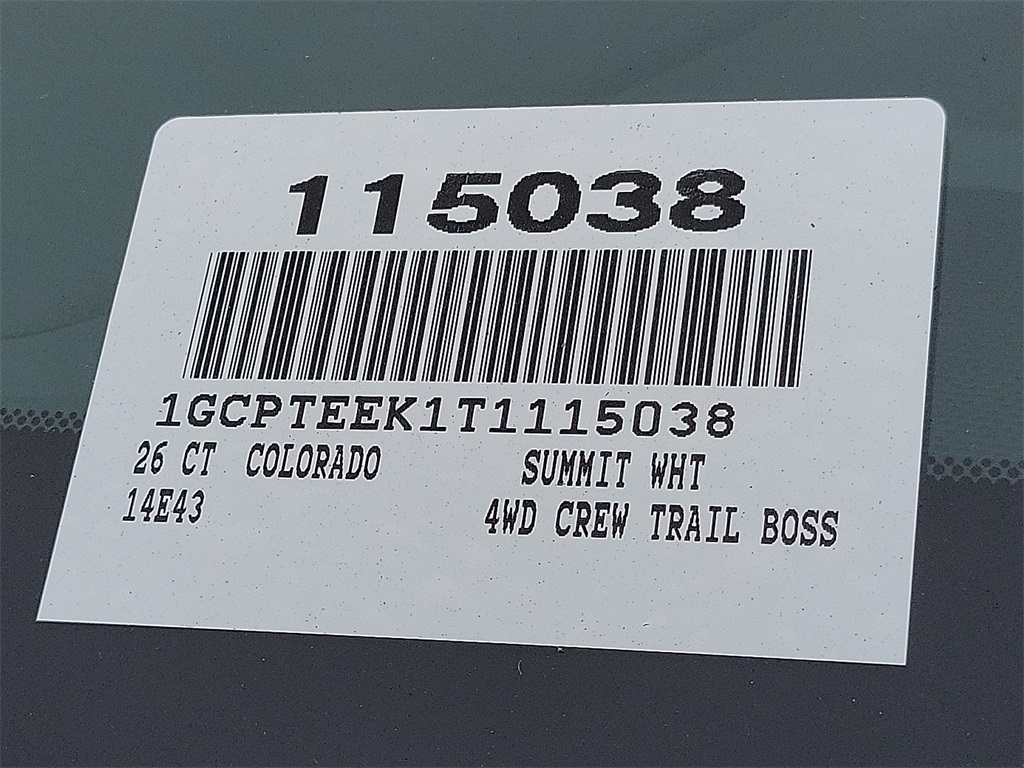 115038
1GCPTEEK1T1115038
26 CT COLORADO SUMMIT WHT
14E43 4WD CREW TRAIL BOSS